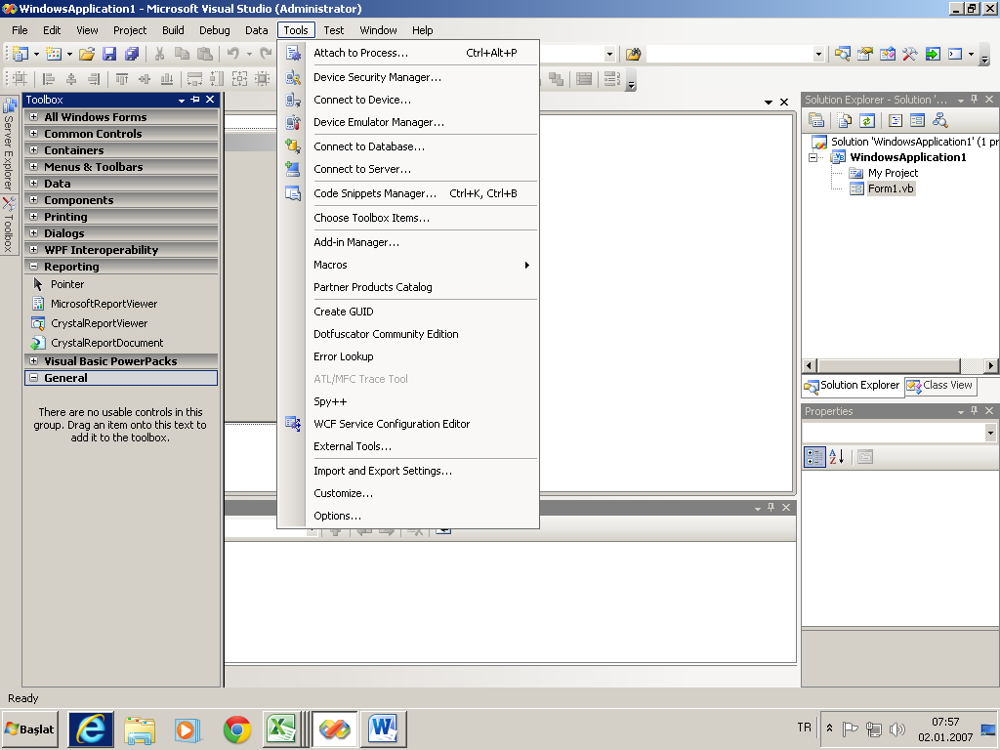 WindowsApplication1 - Microsoft Visual Studio (Administrator)
File Edit View Project Build Debug Data Tools Test Window Help
Server Explorer
Toolbox
Toolbox
All Windows Forms
Common Controls
Containers
Menus & Toolbars
Data
Components
Printing
Dialogs
WPF Interoperability
Reporting
Pointer
MicrosoftReportViewer
CrystalReportViewer
CrystalReportDocument
Visual Basic PowerPacks
General
There are no usable controls in this
group. Drag an item onto this text to
add it to the toolbox.
Attach to Process... Ctrl+Alt+P
Device Security Manager...
Connect to Device...
Device Emulator Manager...
Connect to Database...
Connect to Server...
Code Snippets Manager... Ctrl+K, Ctrl+B
Choose Toolbox Items...
Add-in Manager...
Macros
Partner Products Catalog
Create GUID
Dotfuscator Community Edition
Error Lookup
ATL/MFC Trace Tool
Spy++
WCF Service Configuration Editor
External Tools...
Import and Export Settings...
Customize...
Options...
Solution Explorer - Solution '...
Solution 'WindowsApplication1' (1 pr
WindowsApplication1
My Project
Form1.vb
Solution Explorer Class View
Properties
Ready
Başlat
TR
07:57
02.01.2007